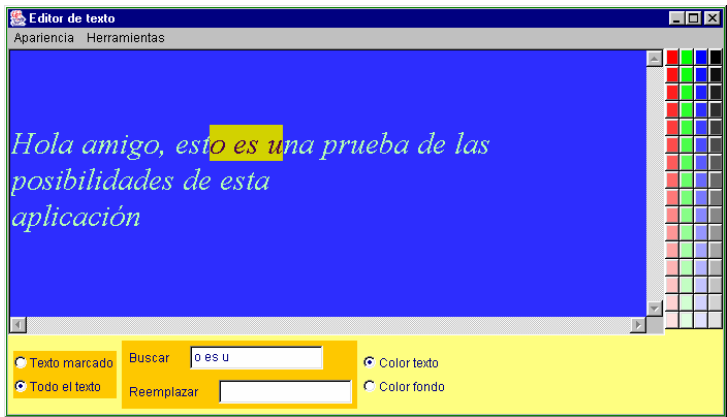 Editor de texto
Apariencia Herramientas
Hola amigo, esto es una prueba de las
posibilidades de esta
aplicación
Texto marcado
Todo el texto
Buscar o es u
Reemplazar
Color texto
Color fondo